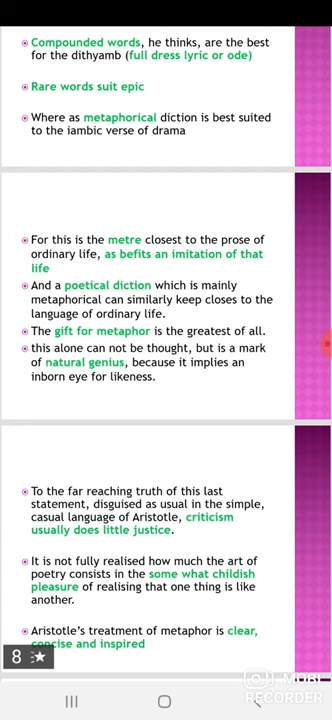 Compounded words, he thinks, are the best
for the dithyamb (full dress lyric or ode)
Rare words suit epic
Where as metaphorical diction is best suited
to the iambic verse of drama
For this is the metre closest to the prose of
ordinary life, as befits an imitation of that
life
And a poetical diction which is mainly
metaphorical can similarly keep closes to the
language of ordinary life.
The gift for metaphor is the greatest of all.
this alone can not be thought, but is a mark
of natural genius, because it implies an
inborn eye for likeness.
To the far reaching truth of this last
statement, disguised as usual in the simple,
casual language of Aristotle, criticism
usually does little justice.
It is not fully realised how much the art of
poetry consists in the some what childish
pleasure of realising that one thing is like
another.
Aristotle's treatment of metaphor is clear,
concise and inspired
8
MOBI
RECORDER